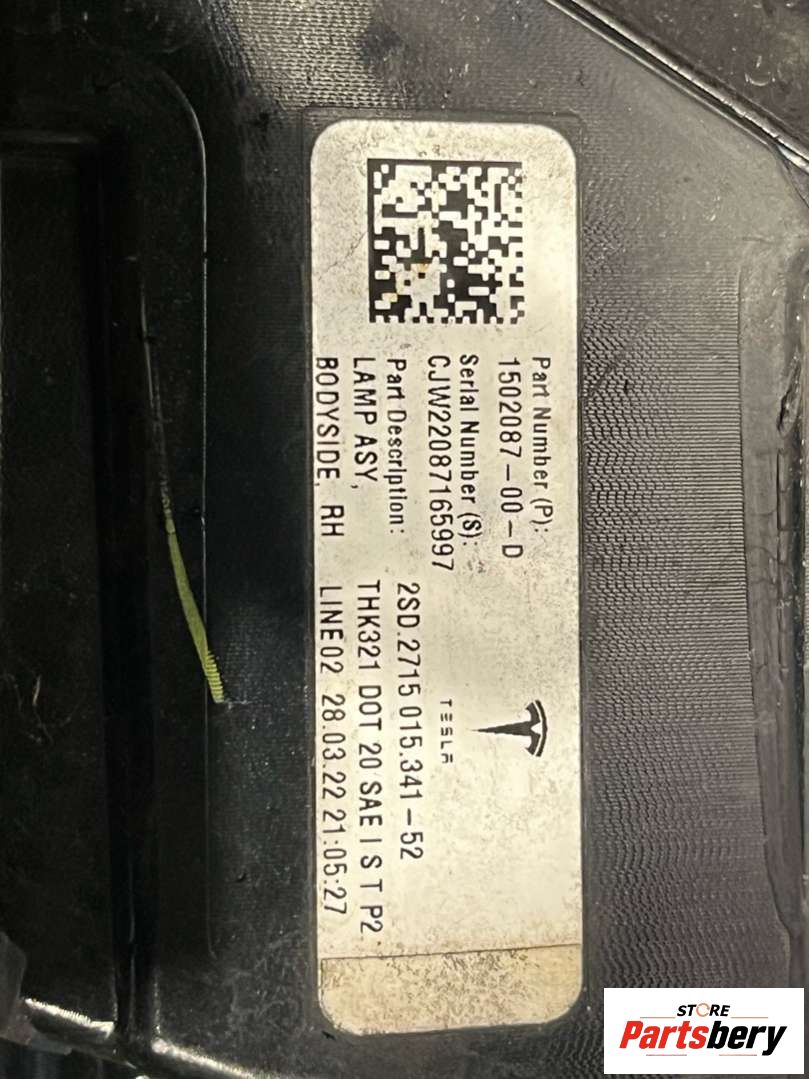 Part Number (P):
1502087-00-D
Serial Number (S):
CJW22087165997
Part Description:
LAMP ASY,
BODYSIDE, RH
TESLA
2SD.2715 015.341-52
THK321 DOT 20 SAE I S T P2
LINE02 28.03.22 21:05:27
STORE
Partsbery